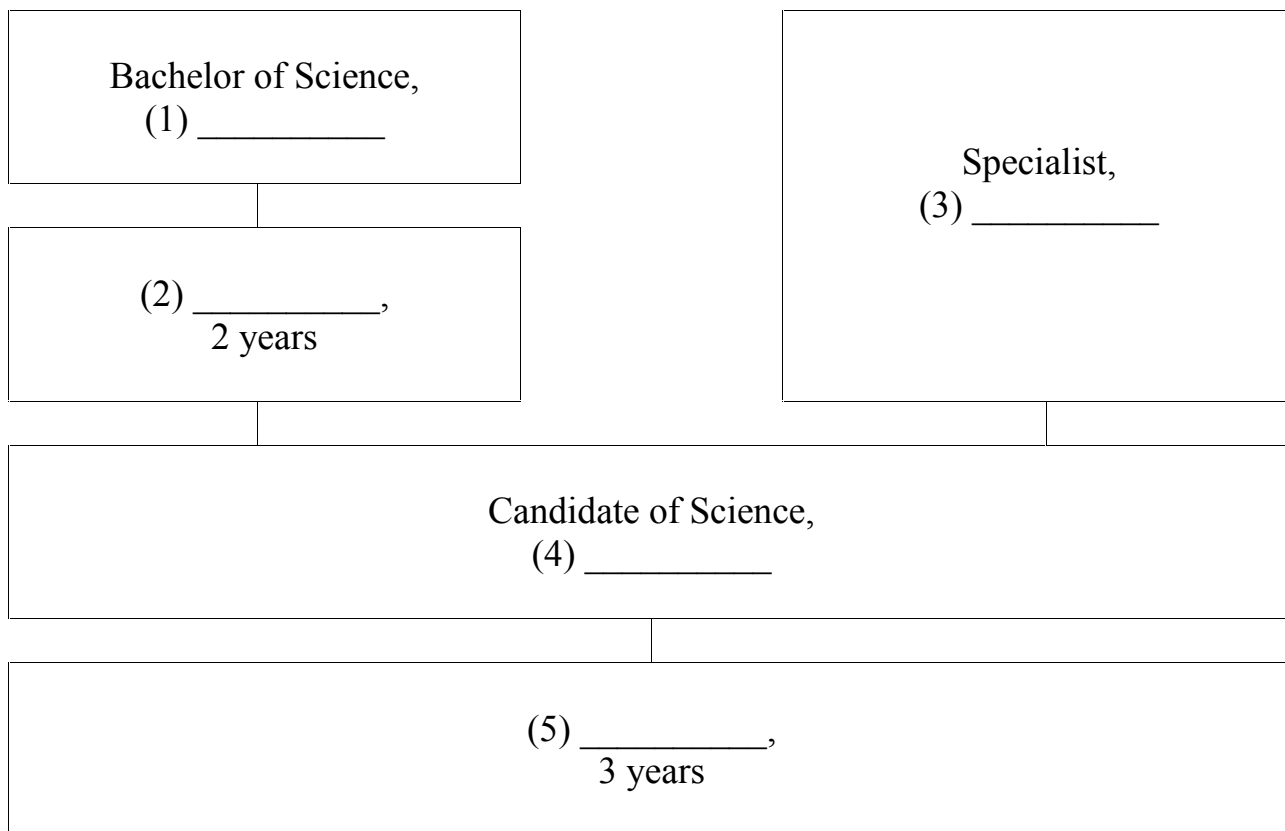 Bachelor of Science,
(1) __________
Specialist,
(3) __________
(2) __________,
2 years
Candidate of Science,
(4) __________
(5) __________,
3 years